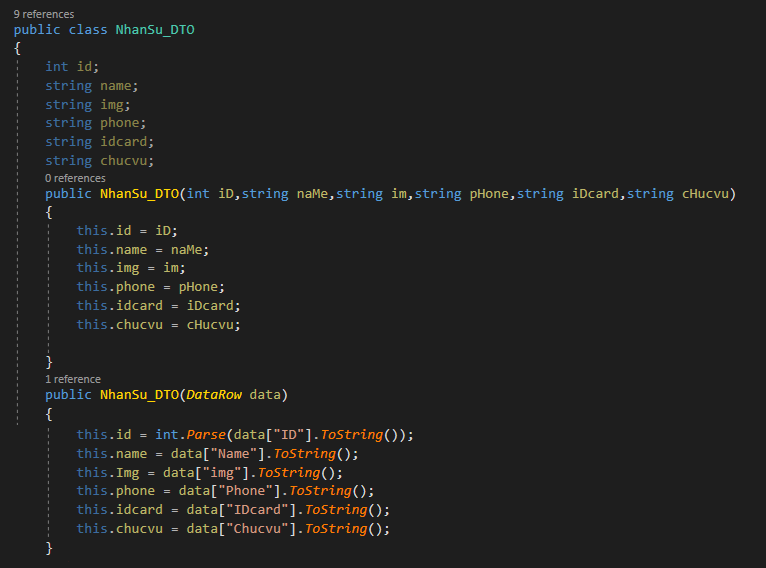 9 references
public class NhanSu_DTO
{
int id;
string name;
string img;
string phone;
string idcard;
string chucvu;
0 references
public NhanSu_DTO(int iD,string naMe,string im,string pHone,string iDcard,string cHucvu)
{
this.id = iD;
this.name = naMe;
this.img = im;
this.phone = pHone;
this.idcard = iDcard;
this.chucvu = cHucvu;
}
1 reference
public NhanSu_DTO(DataRow data)
{
this.id = int.Parse(data["ID"].ToString());
this.name = data["Name"].ToString();
this.Img = data["img"].ToString();
this.phone = data["Phone"].ToString();
this.idcard = data["IDcard"].ToString();
this.chucvu = data["Chucvu"].ToString();
}